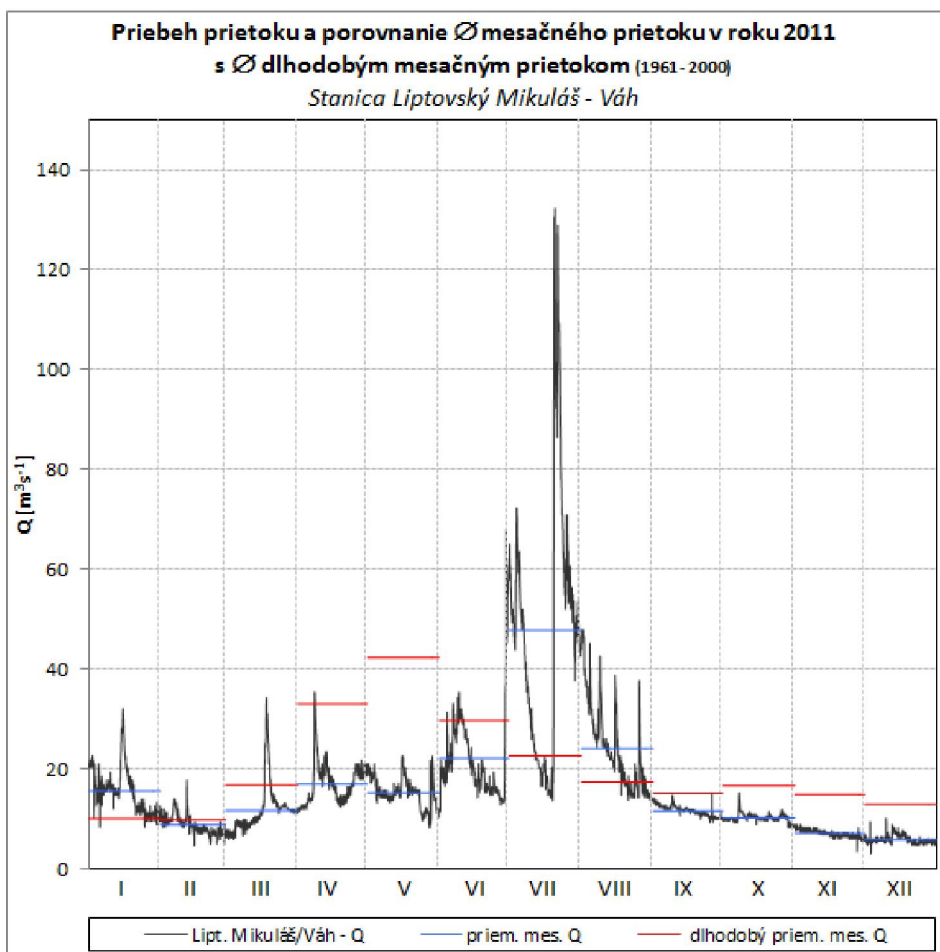 Priebeh prietoku a porovnanie ∅ mesačného prietoku v roku 2011
s ∅ dlhodobým mesačným prietokom (1961-2000)
Stanica Liptovský Mikuláš - Váh
Q [m³s⁻¹]
140
120
100
80
60
40
20
0
I II III IV V VI VII VIII IX X XI XII
Lipt. Mikuláš/Váh - Q priem. mes. Q dlhodobý priem. mes. Q